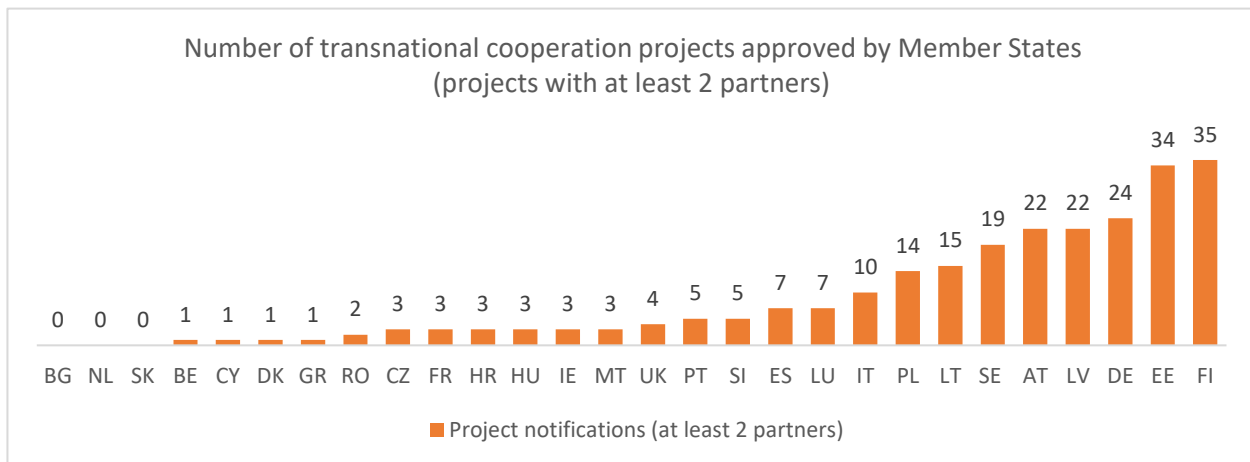 Number of transnational cooperation projects approved by Member States
(projects with at least 2 partners)
0 0 0 1 1 1 1 2 3 3 3 3 3 3 4 5 5 7 7 10 14 15 19 22 22 24 34 35
BG NL SK BE CY DK GR RO CZ FR HR HU IE MT UK PT SI ES LU IT PL LT SE AT LV DE EE FI
Project notifications (at least 2 partners)